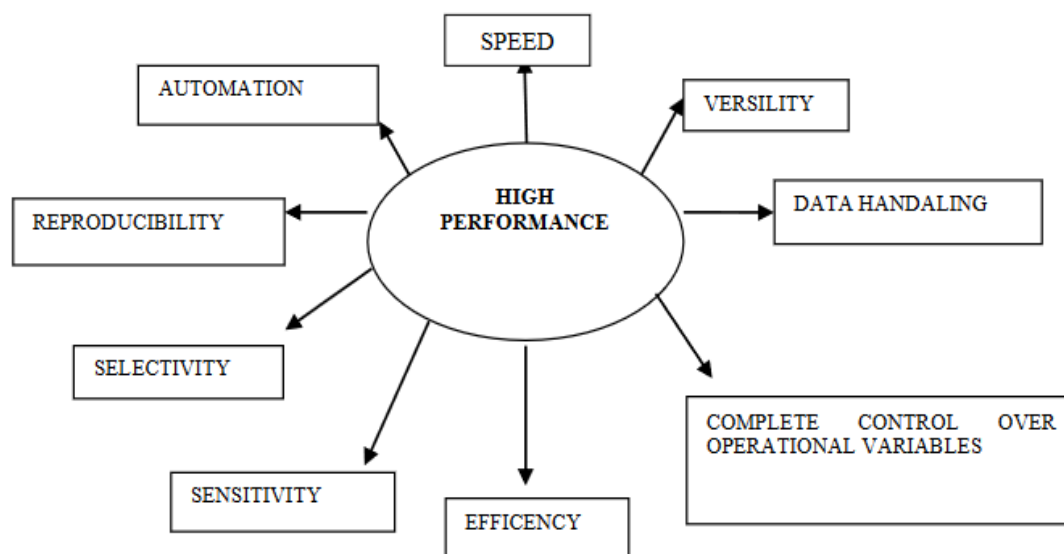 SPEED
AUTOMATION
VERSILITY
HIGH
PERFORMANCE
REPRODUCIBILITY
DATA HANDALING
SELECTIVITY
COMPLETE CONTROL OVER
OPERATIONAL VARIABLES
SENSITIVITY
EFFICENCY